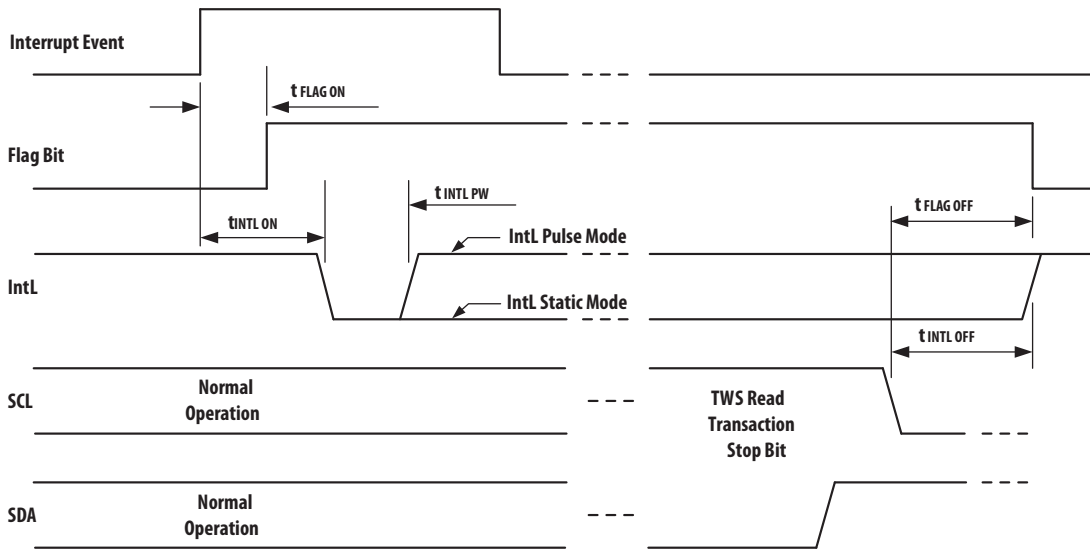 Interrupt Event
t FLAG ON
Flag Bit
t INTL PW
t FLAG OFF
tINTL ON
IntL Pulse Mode
IntL
IntL Static Mode
t INTL OFF
SCL
Normal
Operation
TWS Read
Transaction
Stop Bit
SDA
Normal
Operation